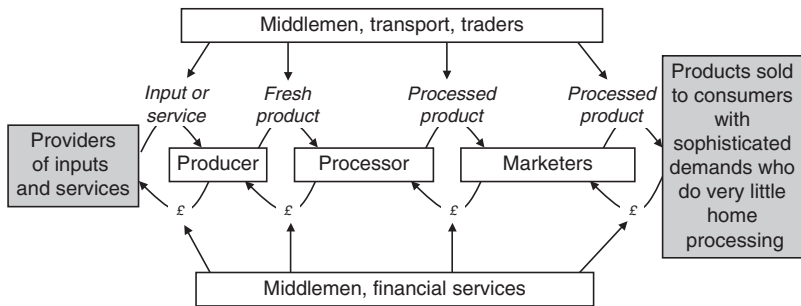 Middlemen, transport, traders
Input or
service
Fresh
product
Processed
product
Processed
product
Providers
of inputs
and services
Producer
Processor
Marketers
Products sold
to consumers
with
sophisticated
demands who
do very little
home
processing
£
£
£
£
Middlemen, financial services